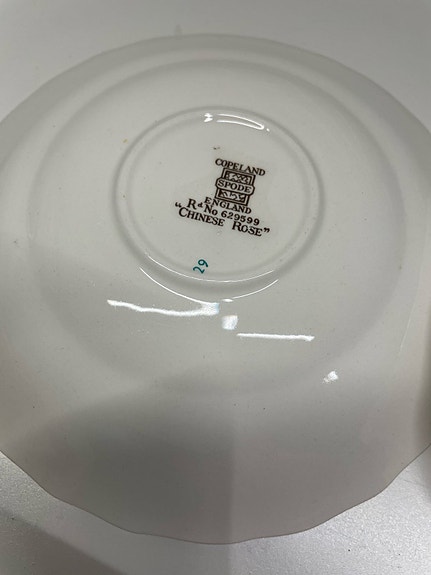 COPELAND
SPODE
ENGLAND
Rd No 629599
"CHINESE ROSE"
29